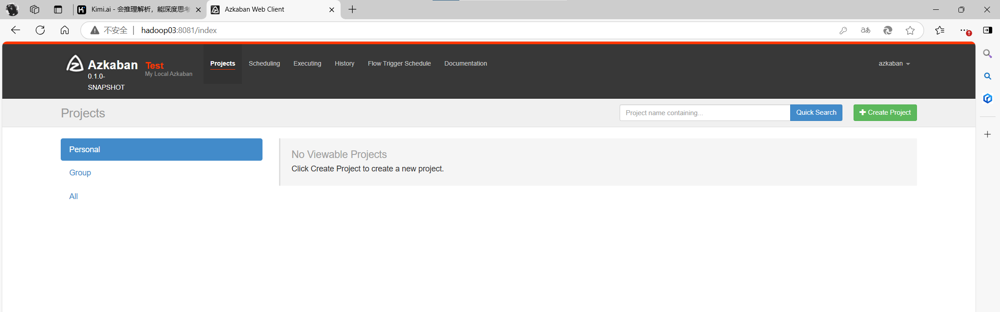 Kimi.ai - 会推理解析，能深度思考
Azkaban Web Client
不安全
hadoop03:8081/index
aあ
Azkaban
0.1.0-
SNAPSHOT
Test
My Local Azkaban
Projects
Scheduling
Executing
History
Flow Trigger Schedule
Documentation
azkaban
Projects
Project name containing...
Quick Search
Create Project
Personal
Group
All
No Viewable Projects
Click Create Project to create a new project.